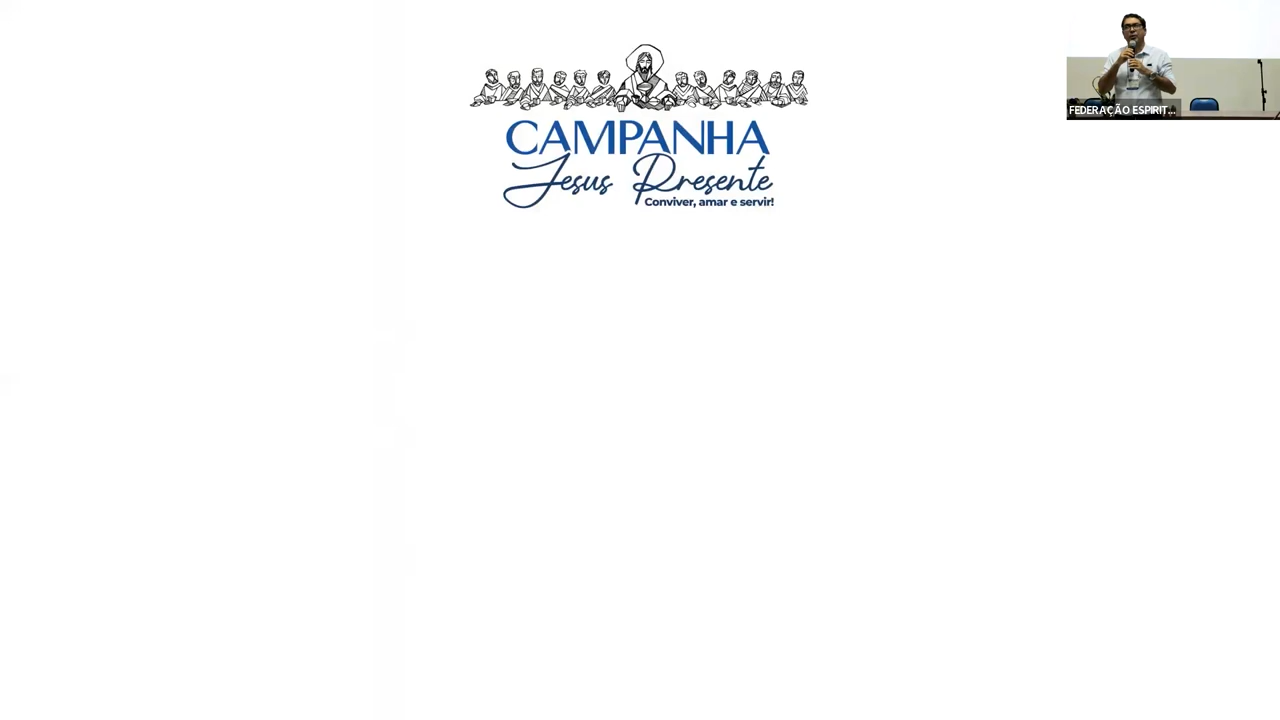 CAMPANHA
Jesus Presente
Conviver, amar e servir!
FEDERAÇÃO ESPIRIT...